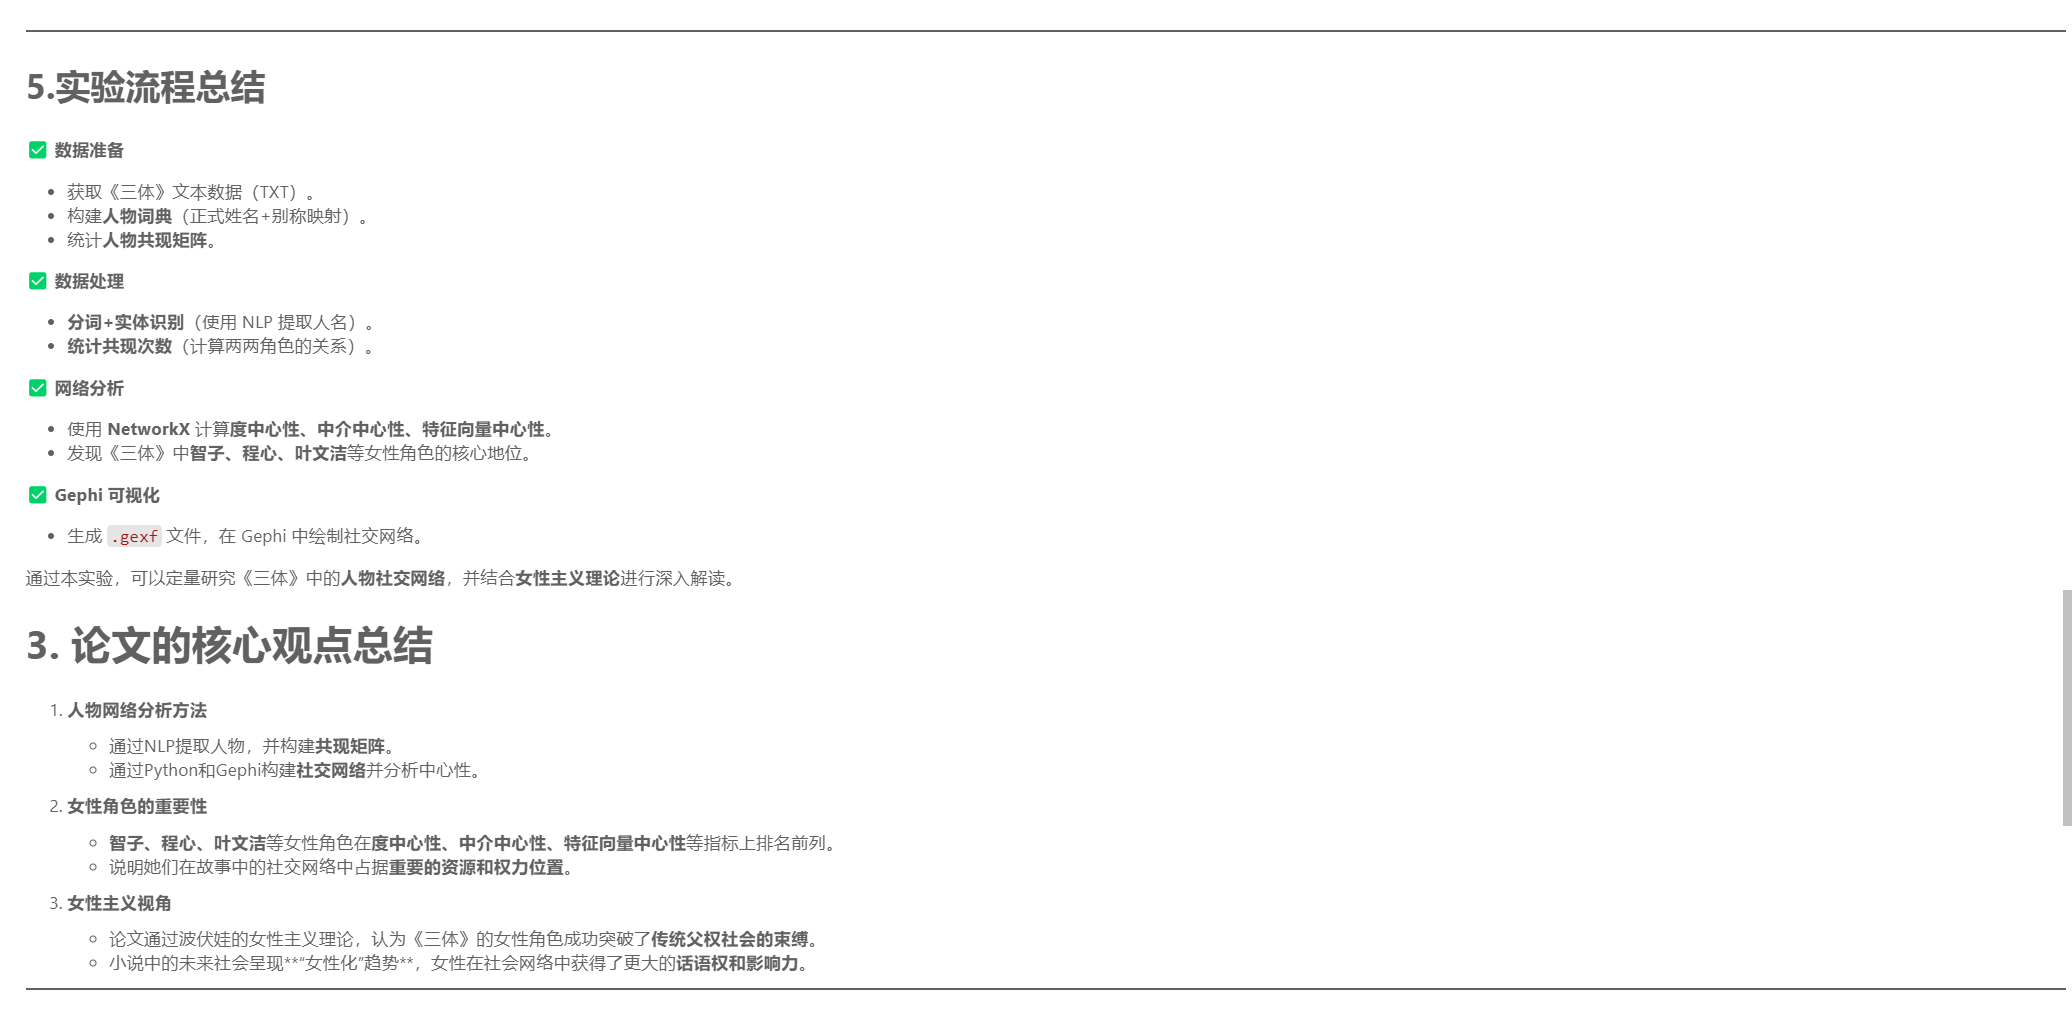 5.实验流程总结
✅ 数据准备
• 获取《三体》文本数据（TXT）。
• 构建人物词典（正式姓名+别称映射）。
• 统计人物共现矩阵。
✅ 数据处理
• 分词+实体识别（使用 NLP 提取人名）。
• 统计共现次数（计算两两角色的关系）。
✅ 网络分析
• 使用 NetworkX 计算度中心性、中介中心性、特征向量中心性。
• 发现《三体》中智子、程心、叶文洁等女性角色的核心地位。
✅ Gephi 可视化
• 生成 .gexf 文件，在 Gephi 中绘制社交网络。
通过本实验，可以定量研究《三体》中的人物社交网络，并结合女性主义理论进行深入解读。
3. 论文的核心观点总结
1. 人物网络分析方法
○ 通过NLP提取人物，并构建共现矩阵。
○ 通过Python和Gephi构建社交网络并分析中心性。
2. 女性角色的重要性
○ 智子、程心、叶文洁等女性角色在度中心性、中介中心性、特征向量中心性等指标上排名前列。
○ 说明她们在故事中的社交网络中占据重要的资源和权力位置。
3. 女性主义视角
○ 论文通过波伏娃的女性主义理论，认为《三体》的女性角色成功突破了传统父权社会的束缚。
○ 小说中的未来社会呈现**“女性化”趋势**，女性在社会网络中获得了更大的话语权和影响力。